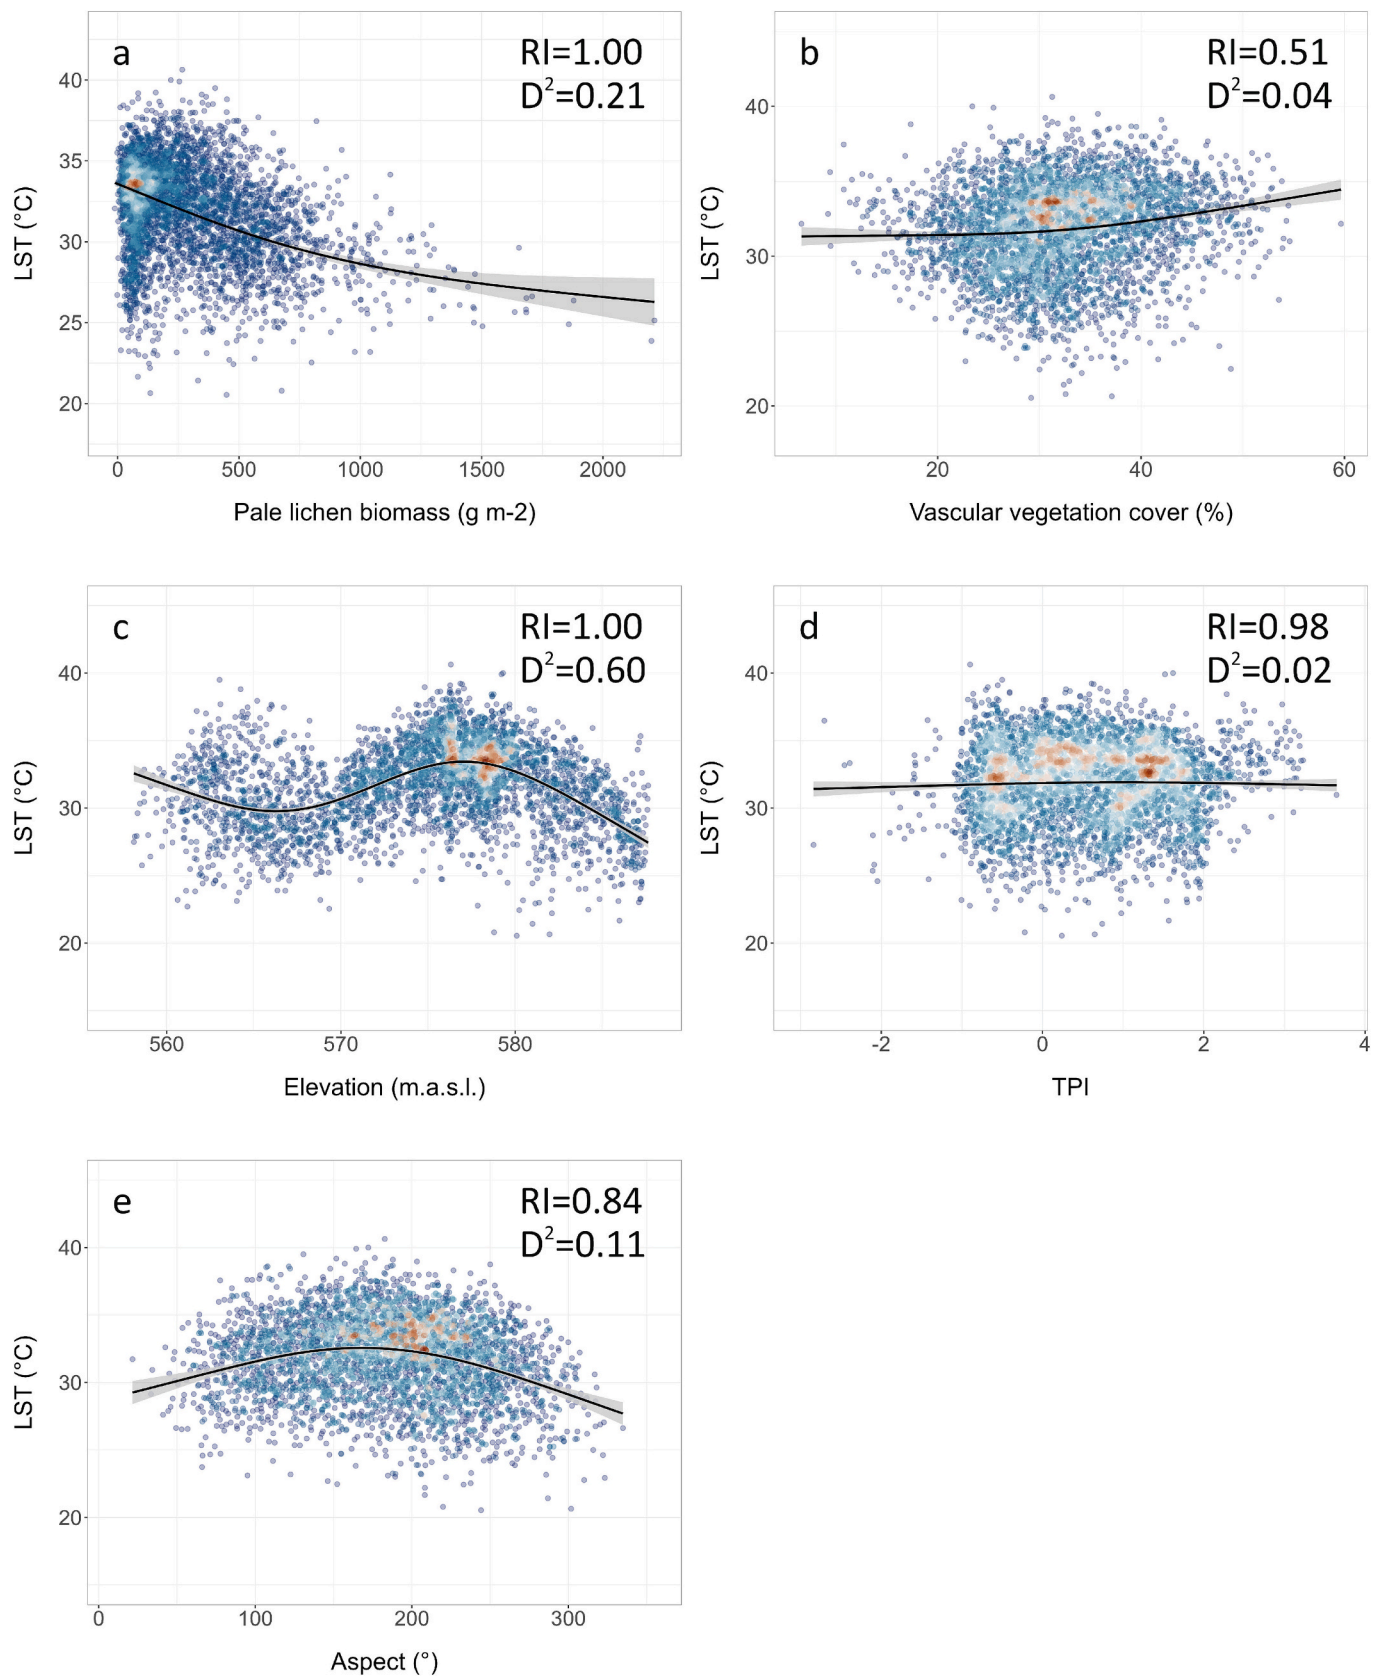 a
RI=1.00
D²=0.21
LST (°C)
40
35
30
25
20
0 500 1000 1500 2000
Pale lichen biomass (g m-2)
b
RI=0.51
D²=0.04
LST (°C)
40
30
20
20 40 60
Vascular vegetation cover (%)
c
RI=1.00
D²=0.60
LST (°C)
40
30
20
560 570 580
Elevation (m.a.s.l.)
d
RI=0.98
D²=0.02
LST (°C)
40
30
20
-2 0 2 4
TPI
e
RI=0.84
D²=0.11
LST (°C)
40
30
20
0 100 200 300
Aspect (°)